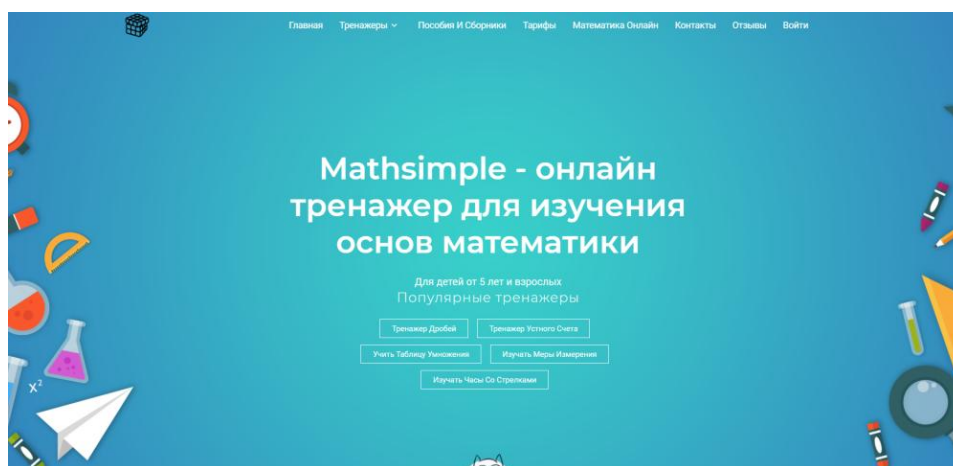 Главная Тренажеры Пособия И Сборники Тарифы Математика Онлайн Контакты Отзывы Войти
Mathsimple - онлайн
тренажер для изучения
основ математики
Для детей от 5 лет и взрослых
Популярные тренажеры
Тренажер Дробей Тренажер Устного Счета
Учить Таблицу Умножения Изучать Меры Измерения
Изучать Часы Со Стрелками
x²